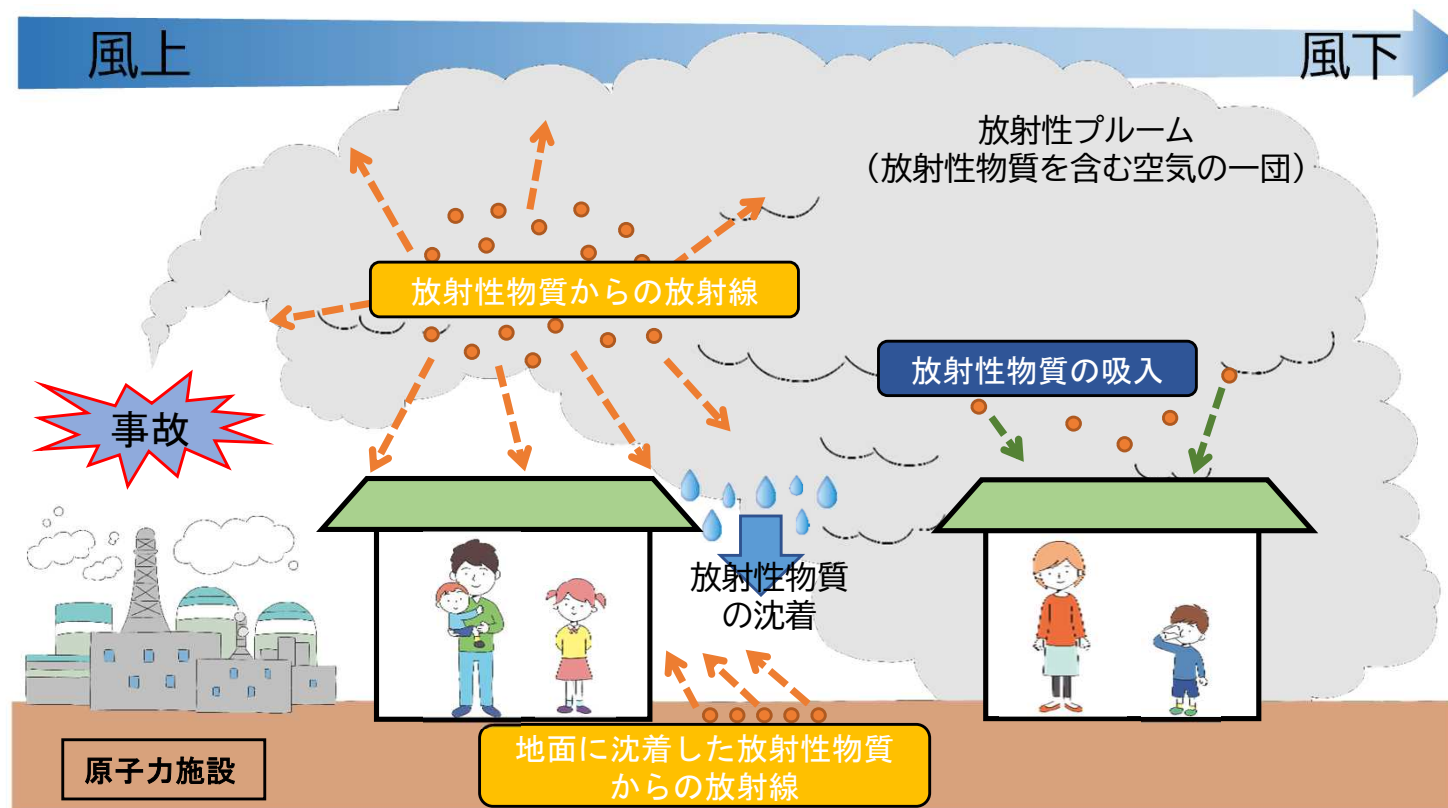 風上
風下
放射性プルーム
（放射性物質を含む空気の一団）
放射性物質からの放射線
放射性物質の吸入
事故
放射性物質
の沈着
地面に沈着した放射性物質
からの放射線
原子力施設